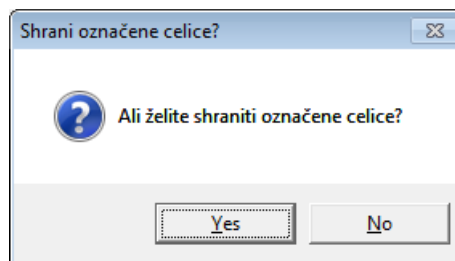 Shrani označene celice?
Ali želite shraniti označene celice?
Yes
No